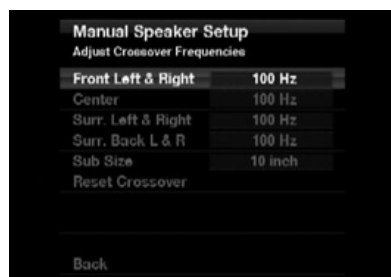 Manual Speaker Setup
Adjust Crossover Frequencies
Front Left & Right 100 Hz
Center 100 Hz
Surr. Left & Right 100 Hz
Surr. Back L & R 100 Hz
Sub Size 10 inch
Reset Crossover
Back